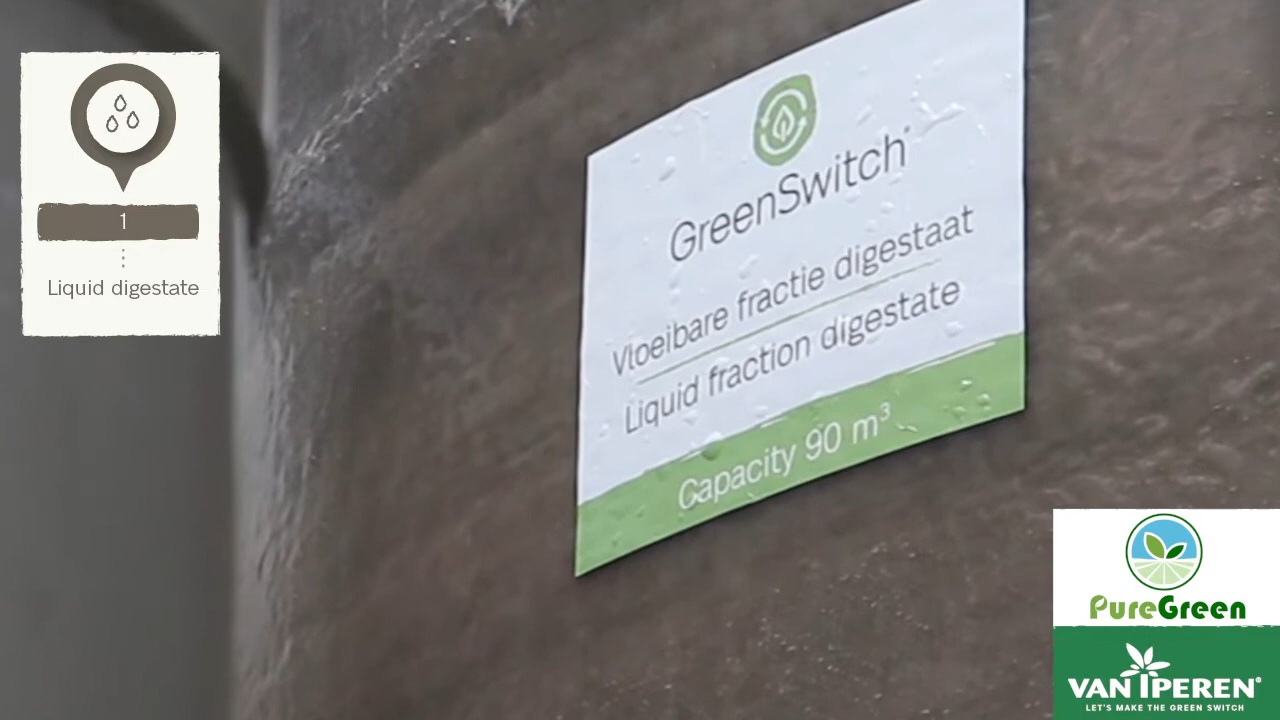 1
Liquid digestate
GreenSwitch®
Vloeibare fractie digestaat
Liquid fraction digestate
Capacity 90 m³
PureGreen
VAN IPEREN®
LET'S MAKE THE GREEN SWITCH